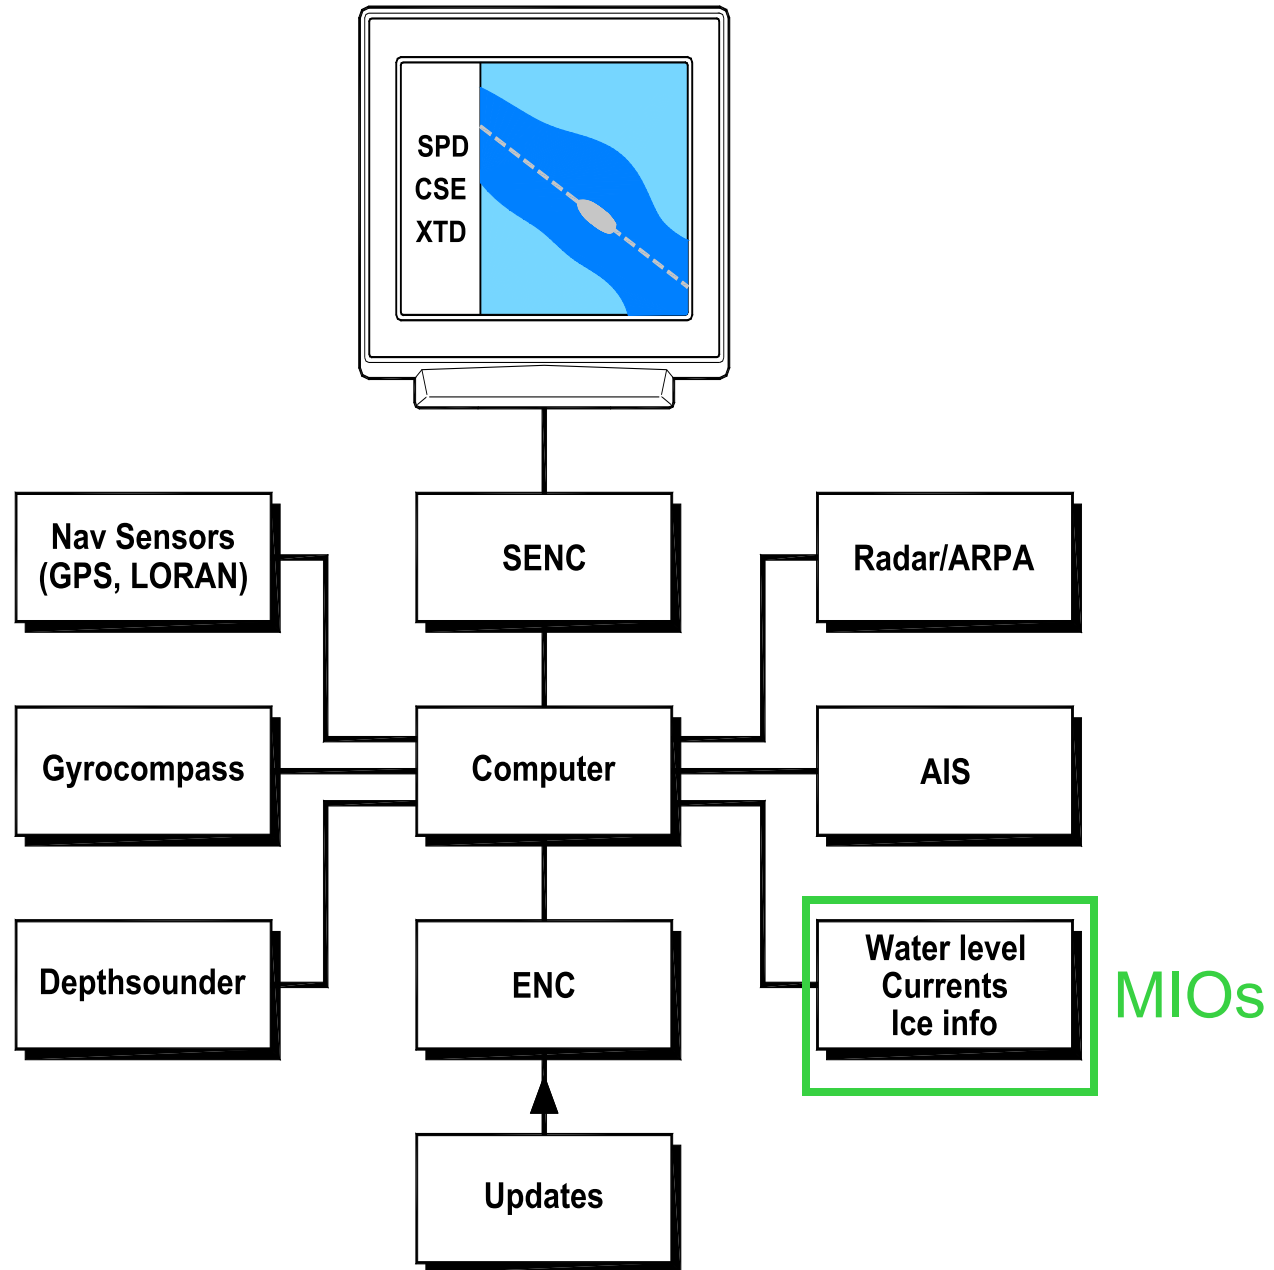 SPD
CSE
XTD
Nav Sensors
(GPS, LORAN)
SENC
Radar/ARPA
Gyrocompass
Computer
AIS
Depthsounder
ENC
Water level
Currents
Ice info
MIOs
Updates